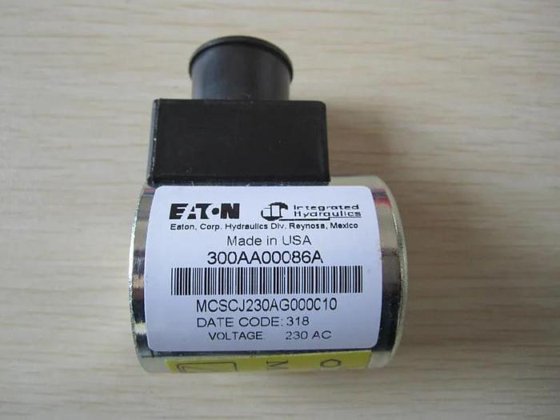 EATON Integrated Hydraulics
Eaton, Corp. Hydraulics Div. Reynosa, Mexico
Made in USA
300AA00086A
MCSCJ230AG000010
DATE CODE: 318
VOLTAGE 230 AC